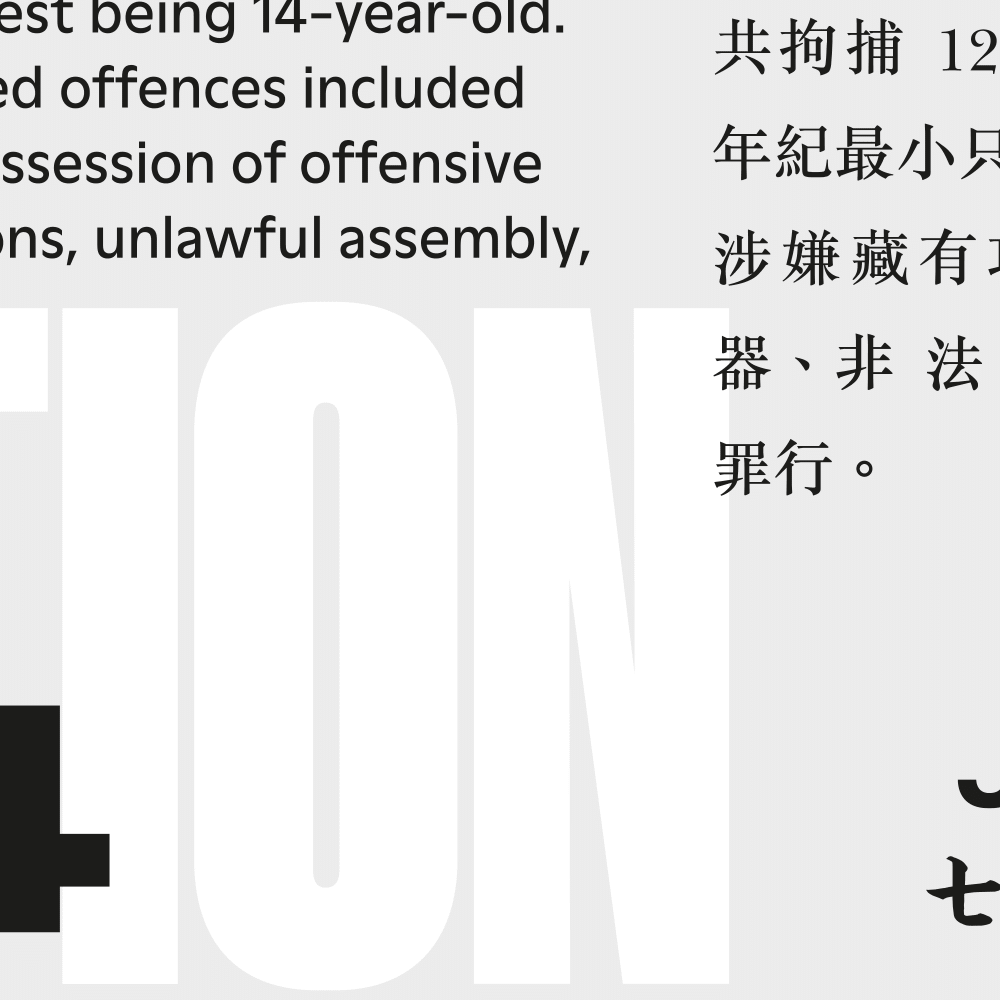 est being 14-year-old.
ed offences included
ssession of offensive
ons, unlawful assembly,
共拘捕 12
年紀最小只
涉嫌藏有
器、非 法
罪行。
TION
4
七